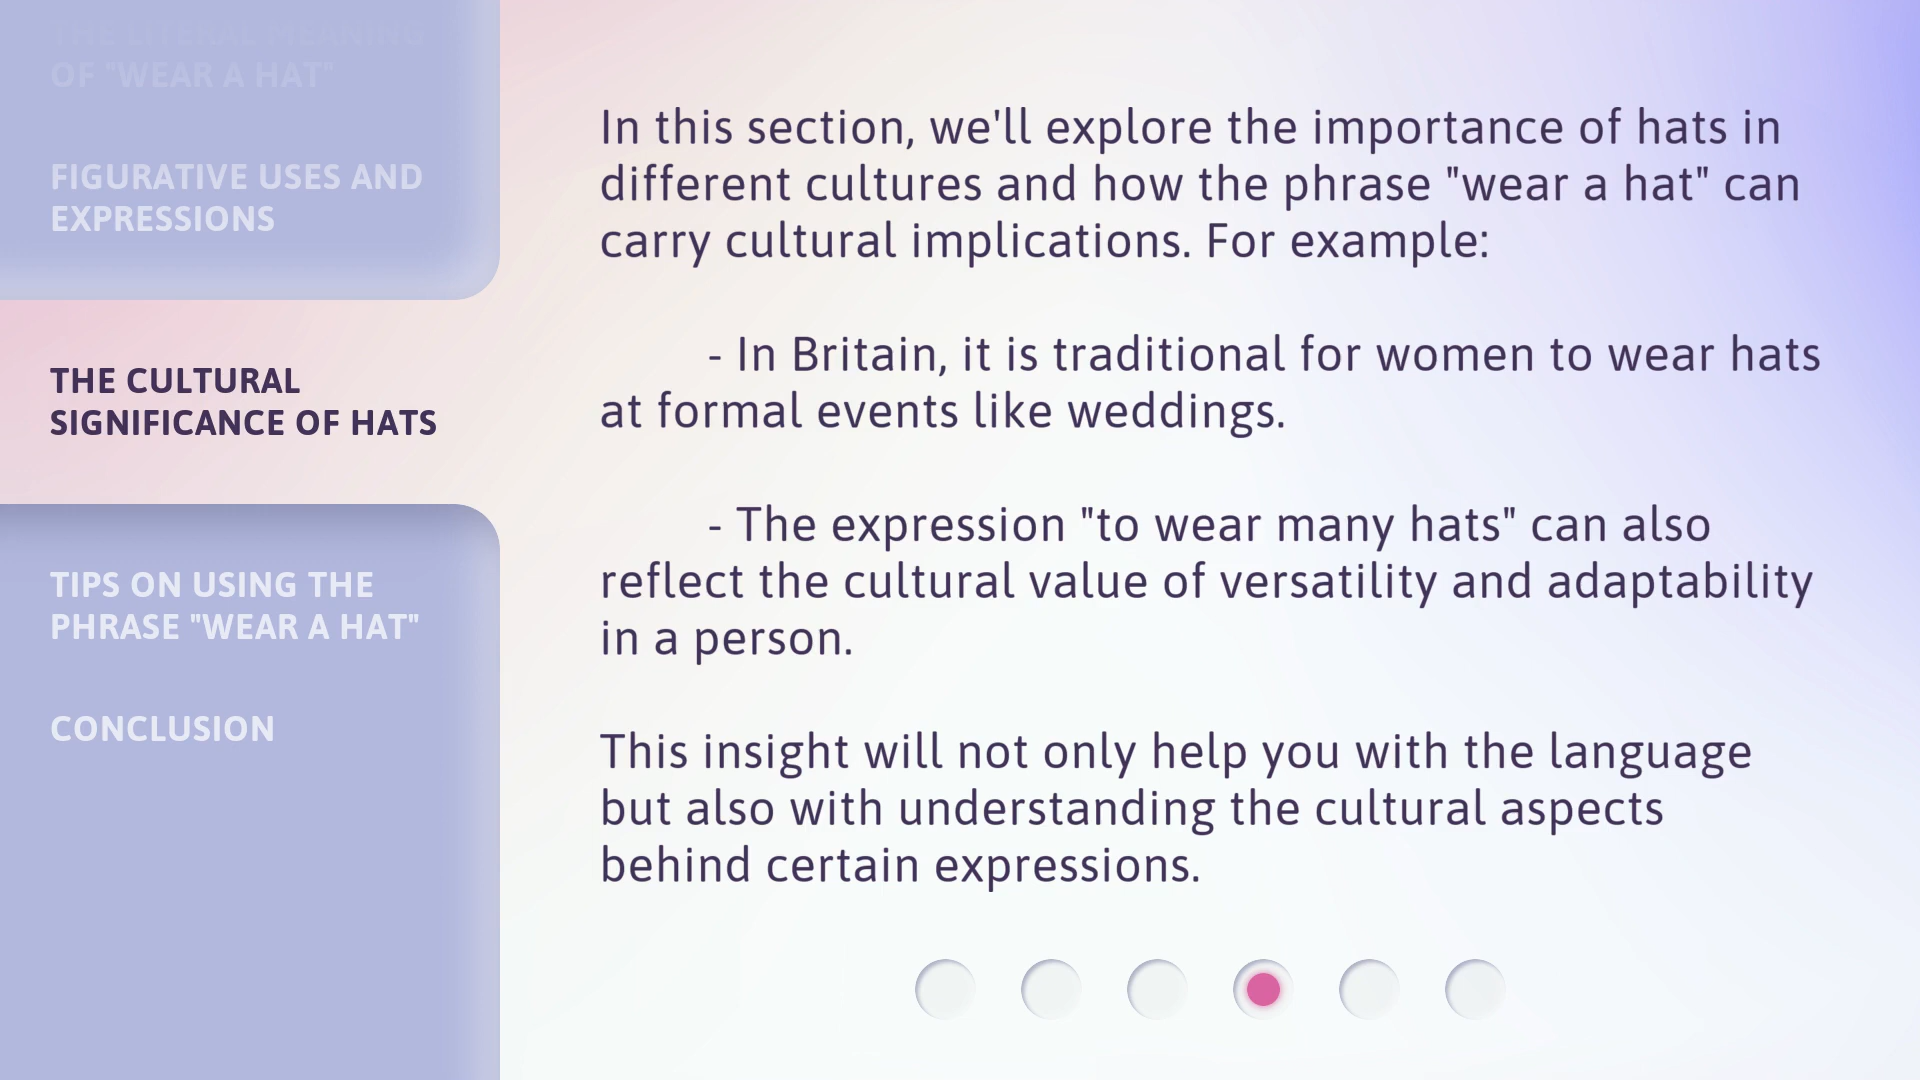 THE LITERAL MEANING
OF "WEAR A HAT"
FIGURATIVE USES AND
EXPRESSIONS
THE CULTURAL
SIGNIFICANCE OF HATS
TIPS ON USING THE
PHRASE "WEAR A HAT"
CONCLUSION
In this section, we'll explore the importance of hats in
different cultures and how the phrase "wear a hat" can
carry cultural implications. For example:
- In Britain, it is traditional for women to wear hats
at formal events like weddings.
- The expression "to wear many hats" can also
reflect the cultural value of versatility and adaptability
in a person.
This insight will not only help you with the language
but also with understanding the cultural aspects
behind certain expressions.